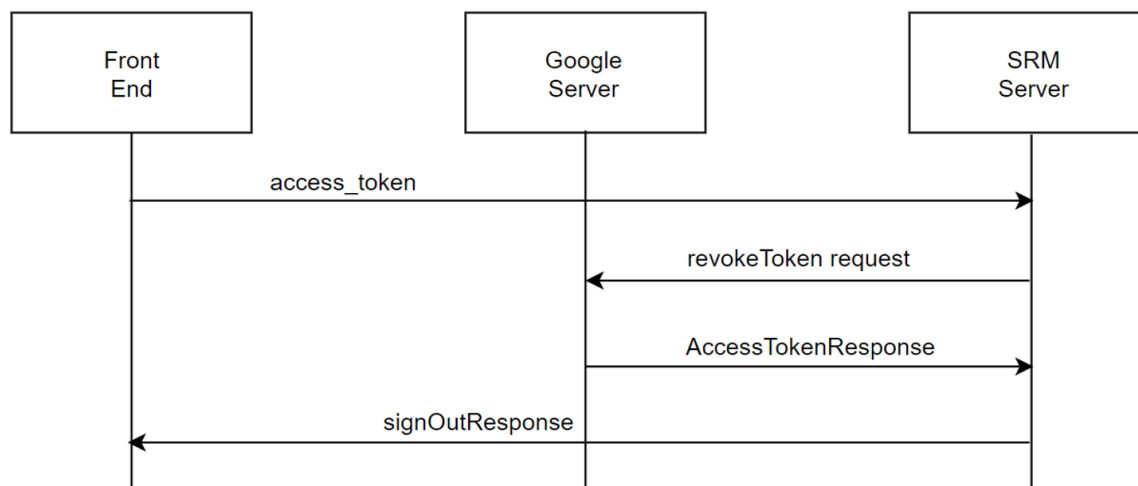 Front
End
Google
Server
SRM
Server
access_token
revokeToken request
AccessTokenResponse
signOutResponse